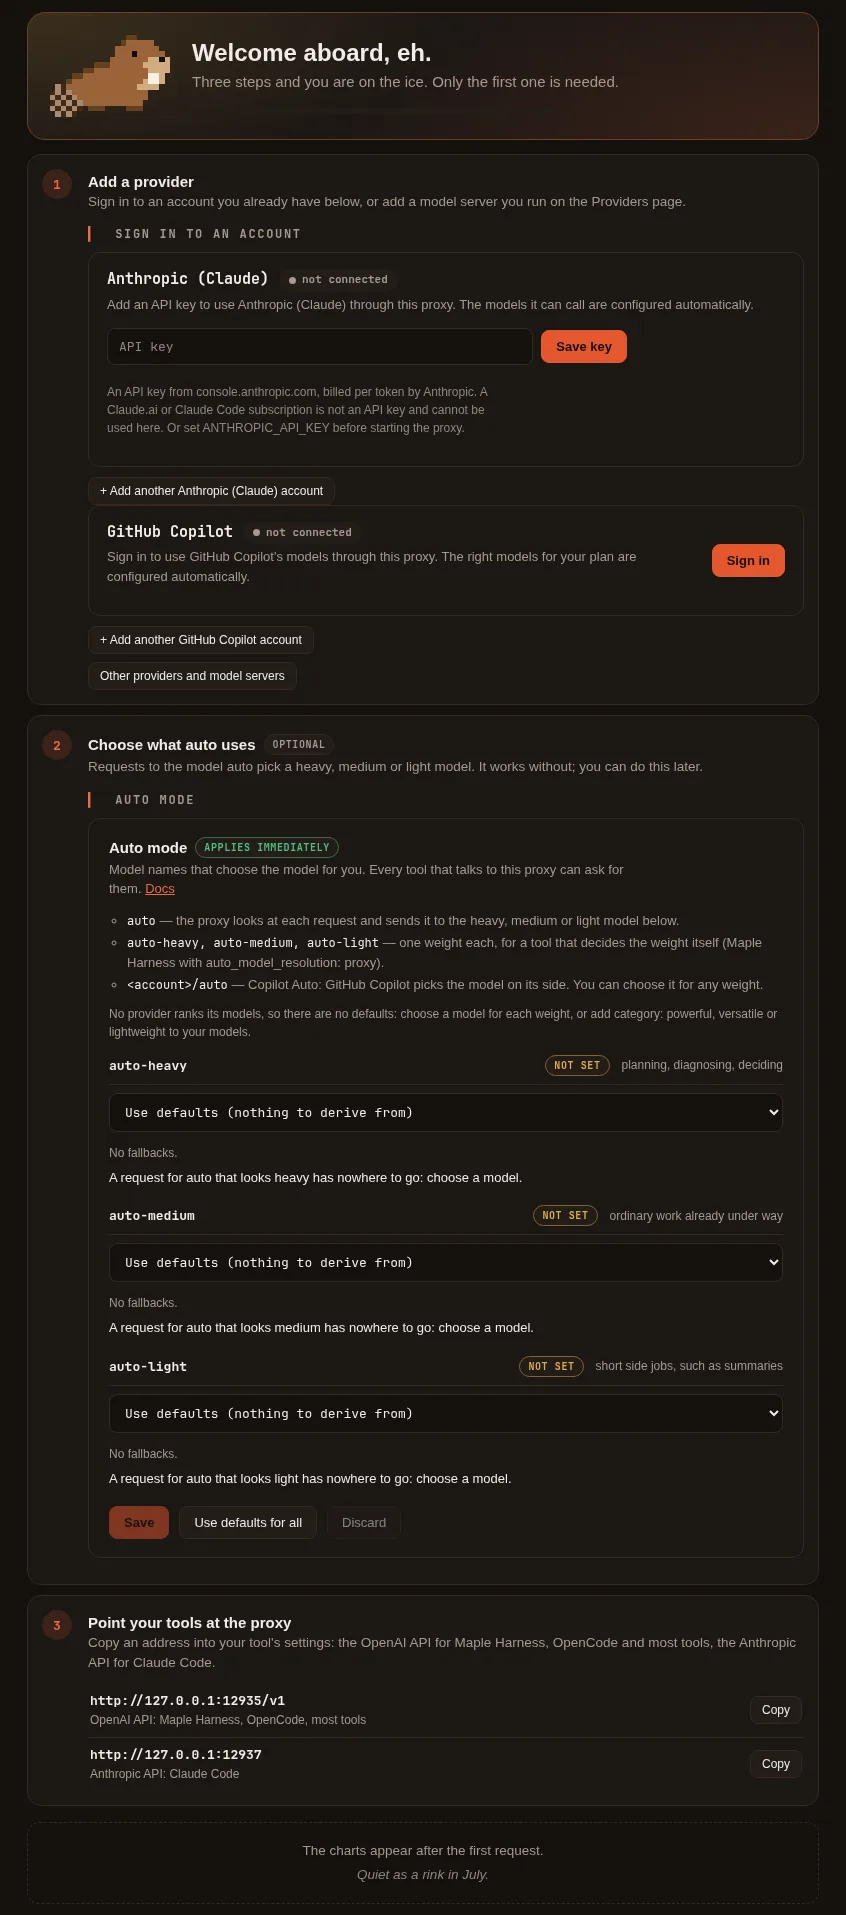 Welcome aboard, eh.
Three steps and you are on the ice. Only the first one is needed.
1
Add a provider
Sign in to an account you already have below, or add a model server you run on the Providers page.
SIGN IN TO AN ACCOUNT
Anthropic (Claude) not connected
Add an API key to use Anthropic (Claude) through this proxy. The models it can call are configured automatically.
API key Save key
An API key from console.anthropic.com, billed per token by Anthropic. A
Claude.ai or Claude Code subscription is not an API key and cannot be
used here. Or set ANTHROPIC_API_KEY before starting the proxy.
+ Add another Anthropic (Claude) account
GitHub Copilot not connected
Sign in to use GitHub Copilot's models through this proxy. The right models for your plan are
configured automatically.
Sign in
+ Add another GitHub Copilot account
Other providers and model servers
2
Choose what auto uses OPTIONAL
Requests to the model auto pick a heavy, medium or light model. It works without; you can do this later.
AUTO MODE
Auto mode APPLIES IMMEDIATELY
Model names that choose the model for you. Every tool that talks to this proxy can ask for
them. Docs
auto — the proxy looks at each request and sends it to the heavy, medium or light model below.
auto-heavy, auto-medium, auto-light — one weight each, for a tool that decides the weight itself (Maple
Harness with auto_model_resolution: proxy).
<account>/auto — Copilot Auto: GitHub Copilot picks the model on its side. You can choose it for any weight.
No provider ranks its models, so there are no defaults: choose a model for each weight, or add category: powerful, versatile or
lightweight to your models.
auto-heavy NOT SET planning, diagnosing, deciding
Use defaults (nothing to derive from)
No fallbacks.
A request for auto that looks heavy has nowhere to go: choose a model.
auto-medium NOT SET ordinary work already under way
Use defaults (nothing to derive from)
No fallbacks.
A request for auto that looks medium has nowhere to go: choose a model.
auto-light NOT SET short side jobs, such as summaries
Use defaults (nothing to derive from)
No fallbacks.
A request for auto that looks light has nowhere to go: choose a model.
Save Use defaults for all Discard
3
Point your tools at the proxy
Copy an address into your tool's settings: the OpenAI API for Maple Harness, OpenCode and most tools, the Anthropic
API for Claude Code.
http://127.0.0.1:12935/v1
OpenAI API: Maple Harness, OpenCode, most tools
Copy
http://127.0.0.1:12937
Anthropic API: Claude Code
Copy
The charts appear after the first request.
Quiet as a rink in July.